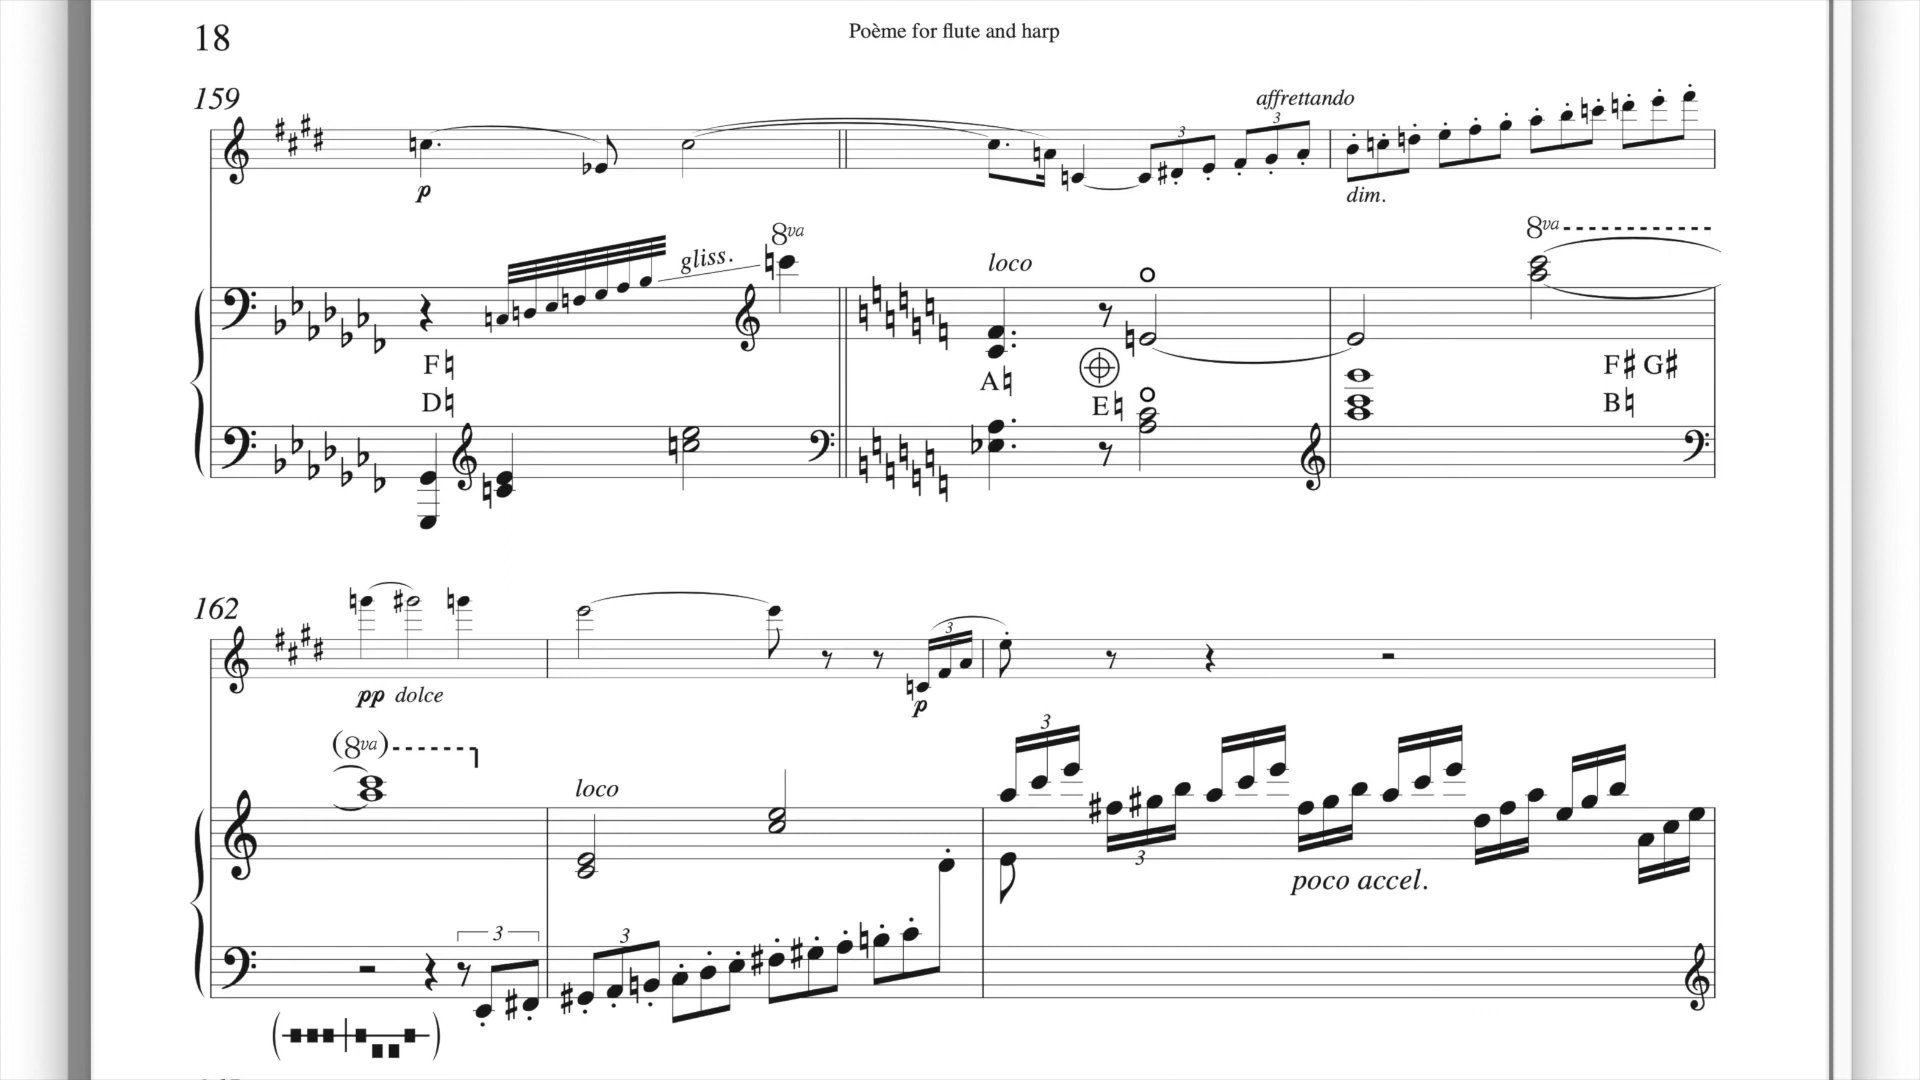 18
Poème for flute and harp
159
affrettando
3
3
p
dim.
8va
gliss.
8va
loco
F♮
D♮
A♮
E♮
F♯ G♯
B♮
162
3
pp dolce
p
(8va)
3
loco
3
poco accel.
3
3